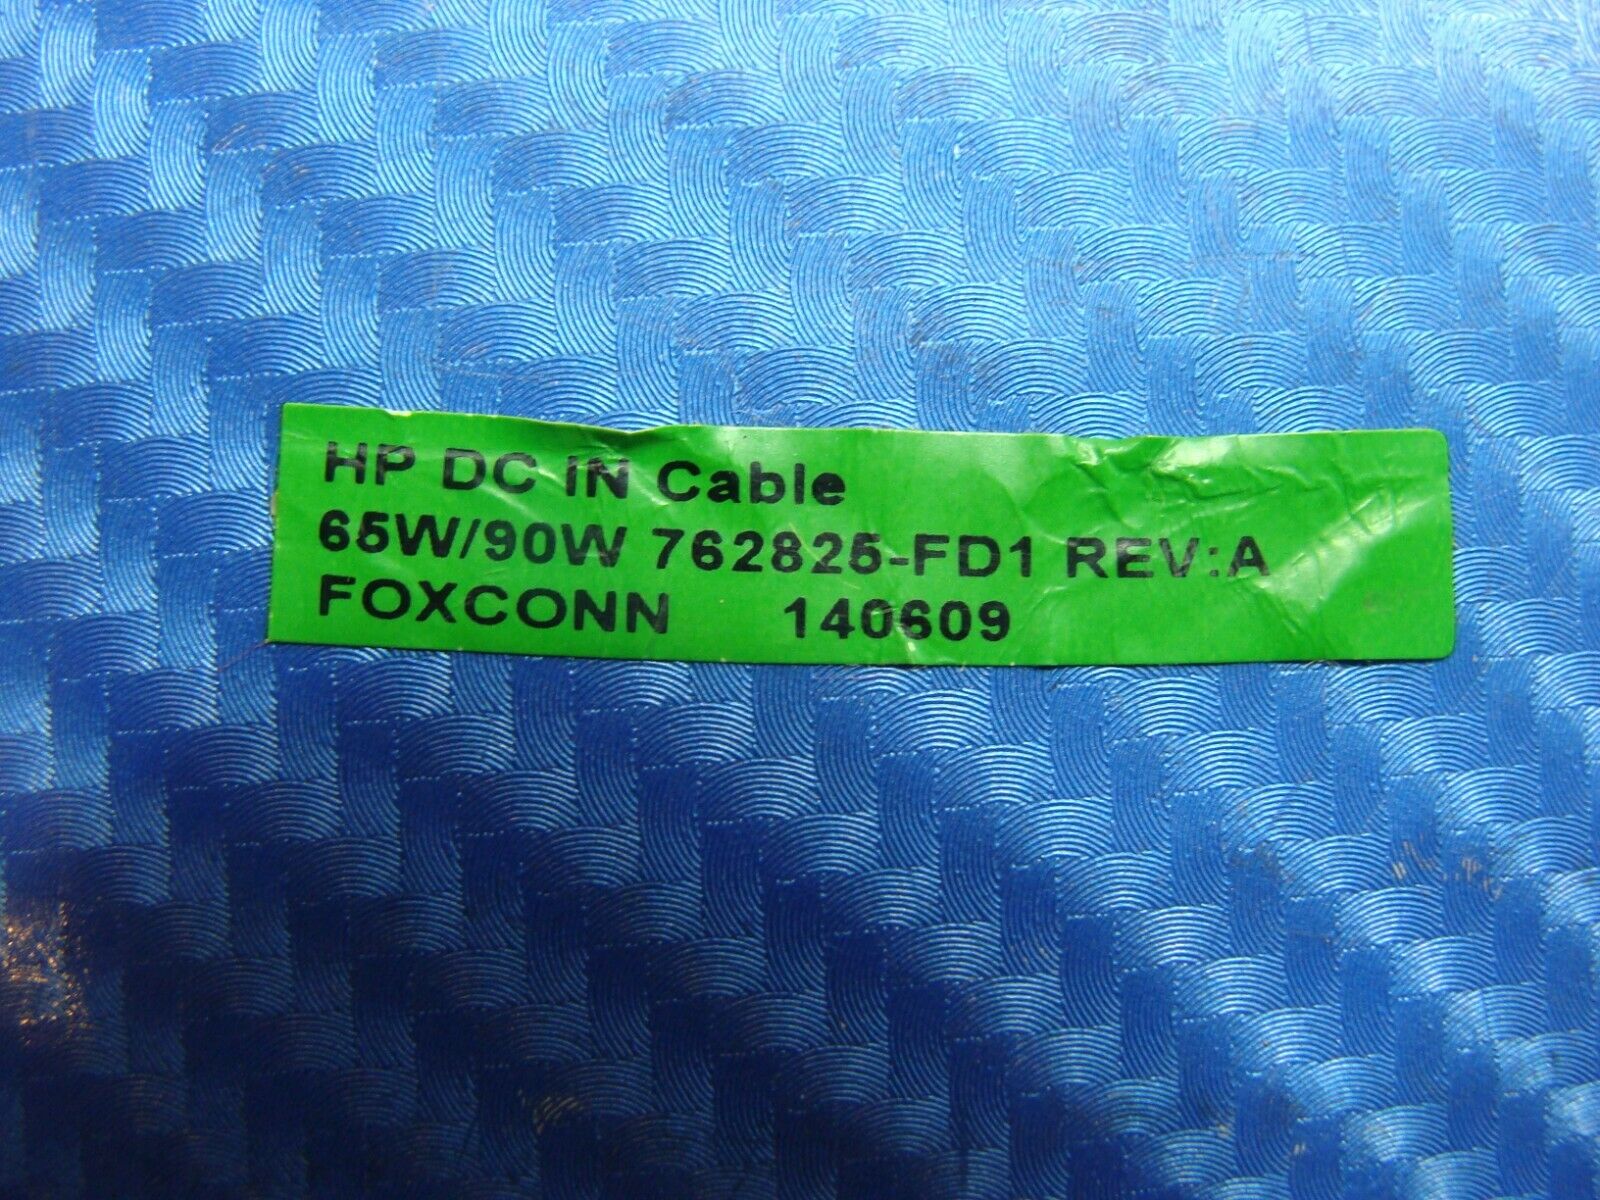 HP DC IN Cable
65W/90W 762825-FD1 REV:A
FOXCONN 140609